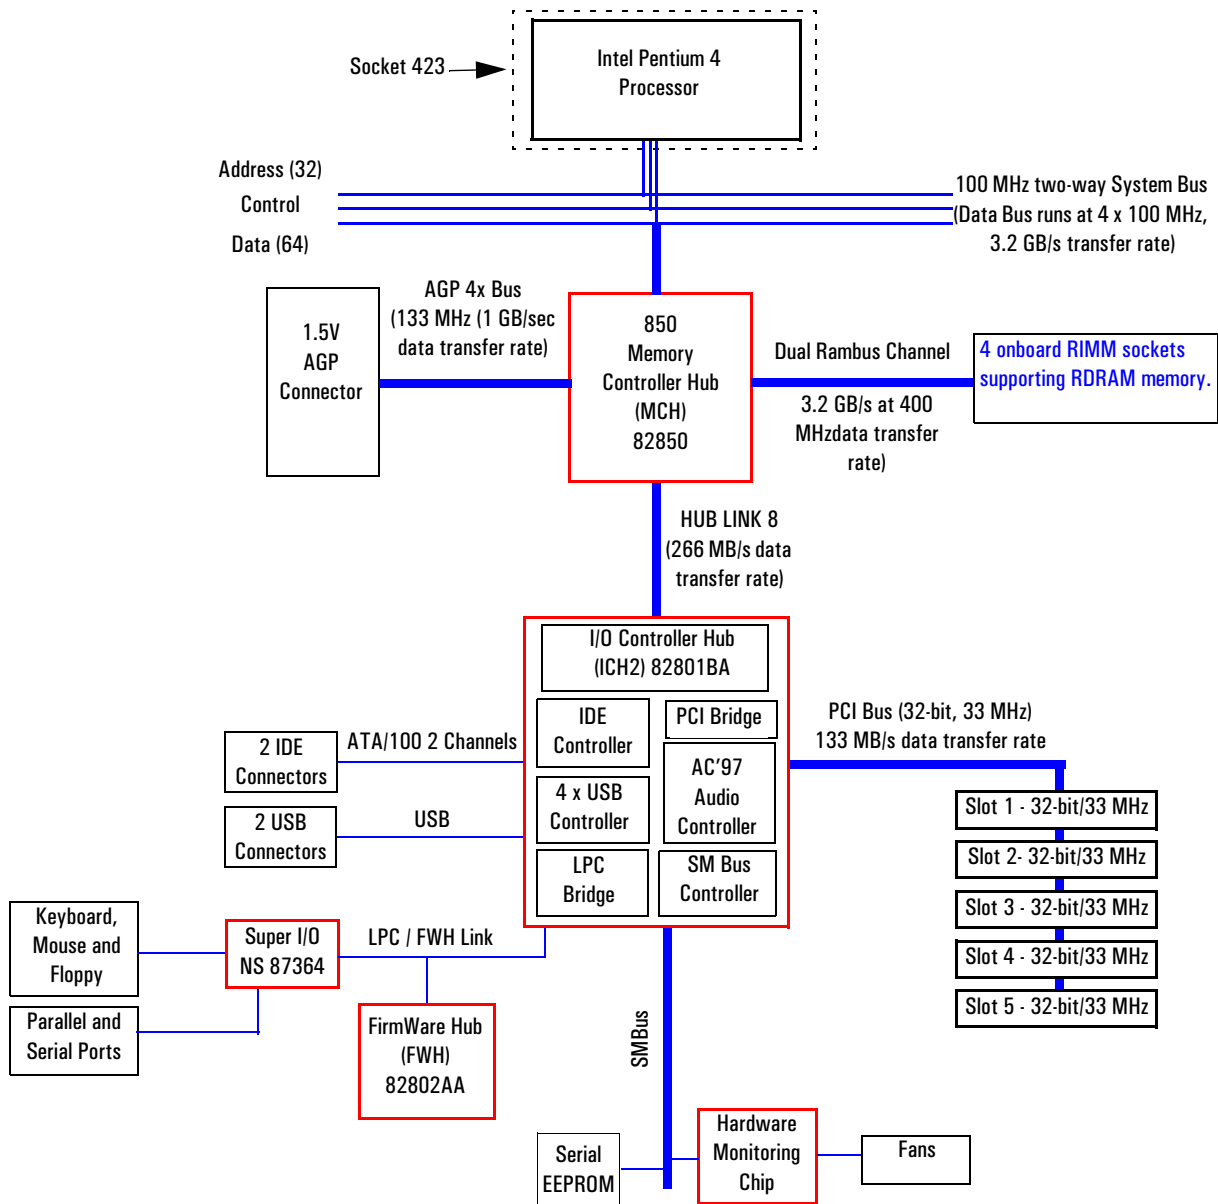 Socket 423
Intel Pentium 4
Processor
Address (32)
Control
Data (64)
100 MHz two-way System Bus
(Data Bus runs at 4 x 100 MHz,
3.2 GB/s transfer rate)
1.5V
AGP
Connector
AGP 4x Bus
(133 MHz (1 GB/sec
data transfer rate)
850
Memory
Controller Hub
(MCH)
82850
Dual Rambus Channel
3.2 GB/s at 400
MHzdata transfer
rate)
4 onboard RIMM sockets
supporting RDRAM memory.
HUB LINK 8
(266 MB/s data
transfer rate)
I/O Controller Hub
(ICH2) 82801BA
IDE
Controller
PCI Bridge
4 x USB
Controller
AC'97
Audio
Controller
LPC
Bridge
SM Bus
Controller
2 IDE
Connectors
ATA/100 2 Channels
2 USB
Connectors
USB
PCI Bus (32-bit, 33 MHz)
133 MB/s data transfer rate
Slot 1 - 32-bit/33 MHz
Slot 2- 32-bit/33 MHz
Slot 3 - 32-bit/33 MHz
Slot 4 - 32-bit/33 MHz
Slot 5 - 32-bit/33 MHz
Keyboard,
Mouse and
Floppy
Super I/O
NS 87364
LPC / FWH Link
Parallel and
Serial Ports
FirmWare Hub
(FWH)
82802AA
SMBus
Serial
EEPROM
Hardware
Monitoring
Chip
Fans